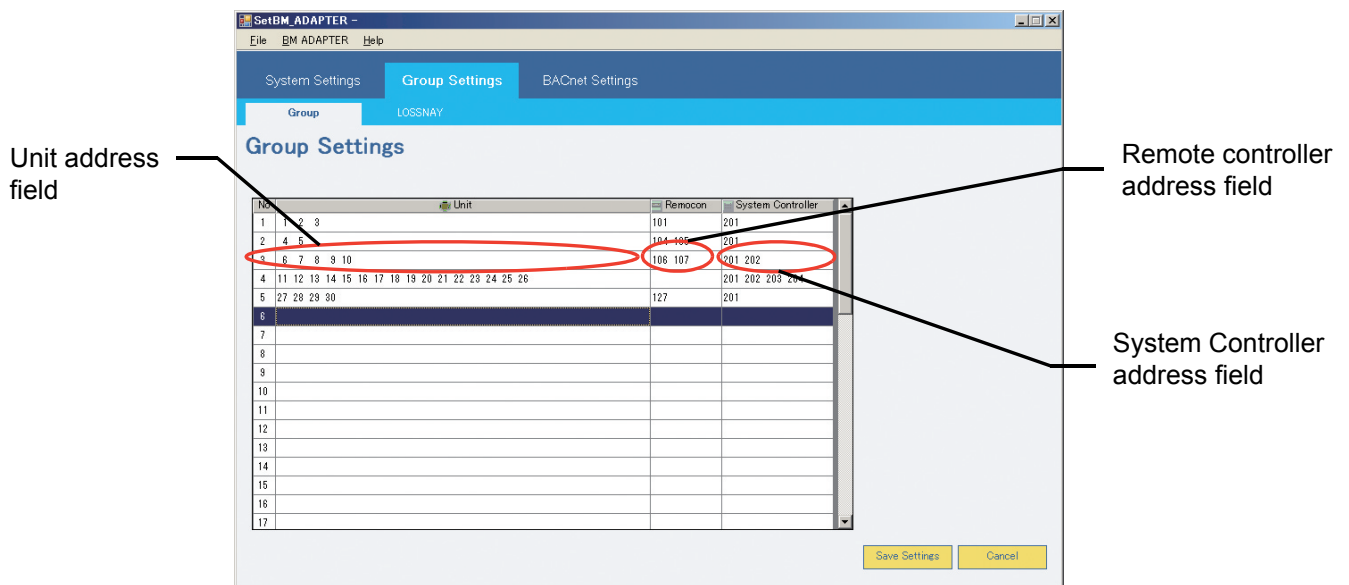 SetBM_ADAPTER -
File BM ADAPTER Help
System Settings Group Settings BACnet Settings
Group LOSSNAY
Group Settings
Unit address
field
Remote controller
address field
System Controller
address field
No Unit Remocon System Controller
1 1 2 3 101 201
2 4 5 104 105 201
3 6 7 8 9 10 106 107 201 202
4 11 12 13 14 15 16 17 18 19 20 21 22 23 24 25 26 201 202 203 204
5 27 28 29 30 127 201
6
7
8
9
10
11
12
13
14
15
16
17
Save Settings Cancel